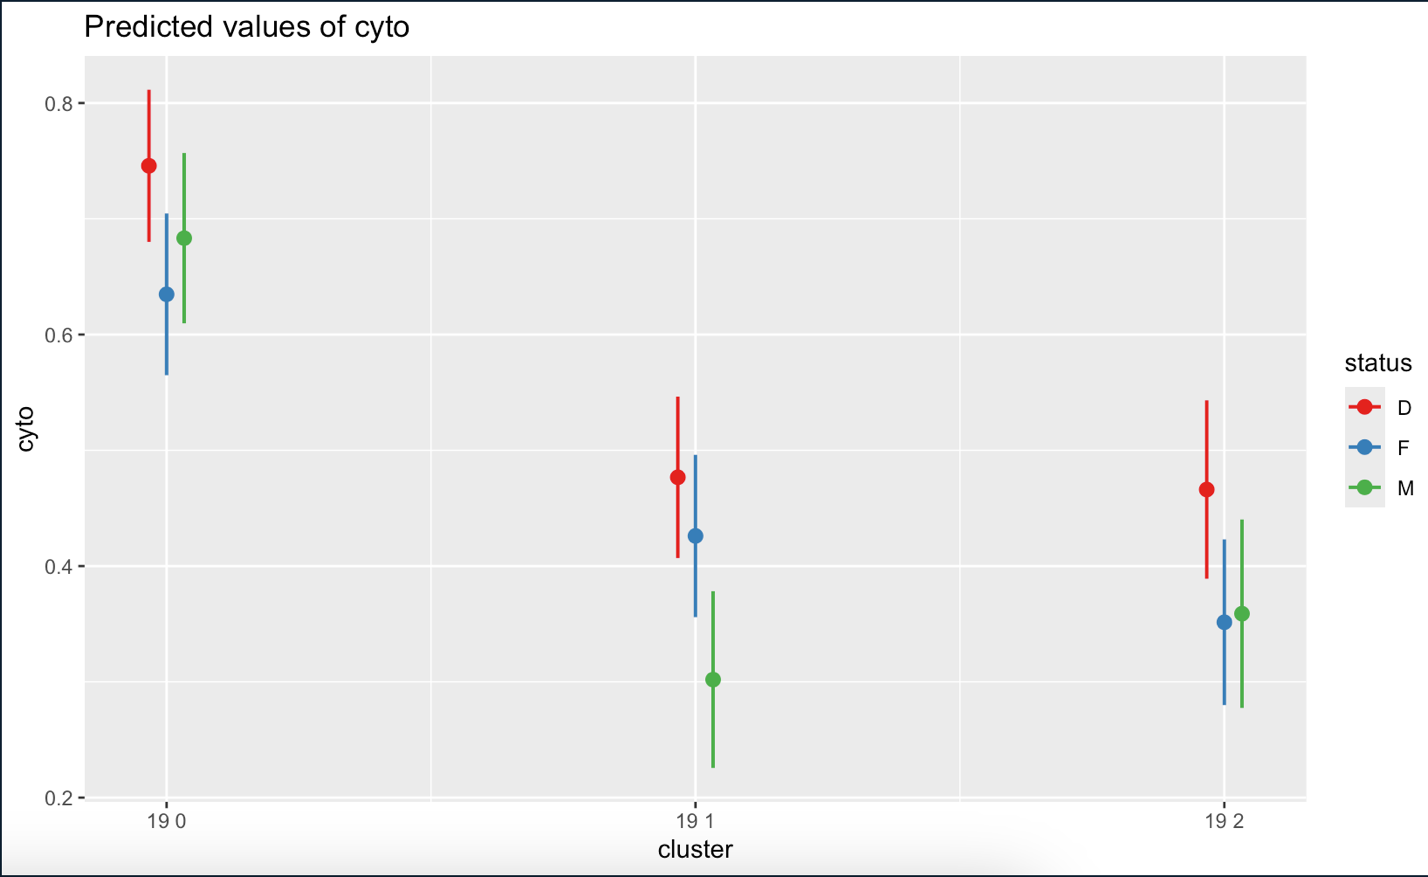 Predicted values of cyto
0.8
0.6
0.4
0.2
cyto
19 0
19 1
19 2
cluster
status
D
F
M